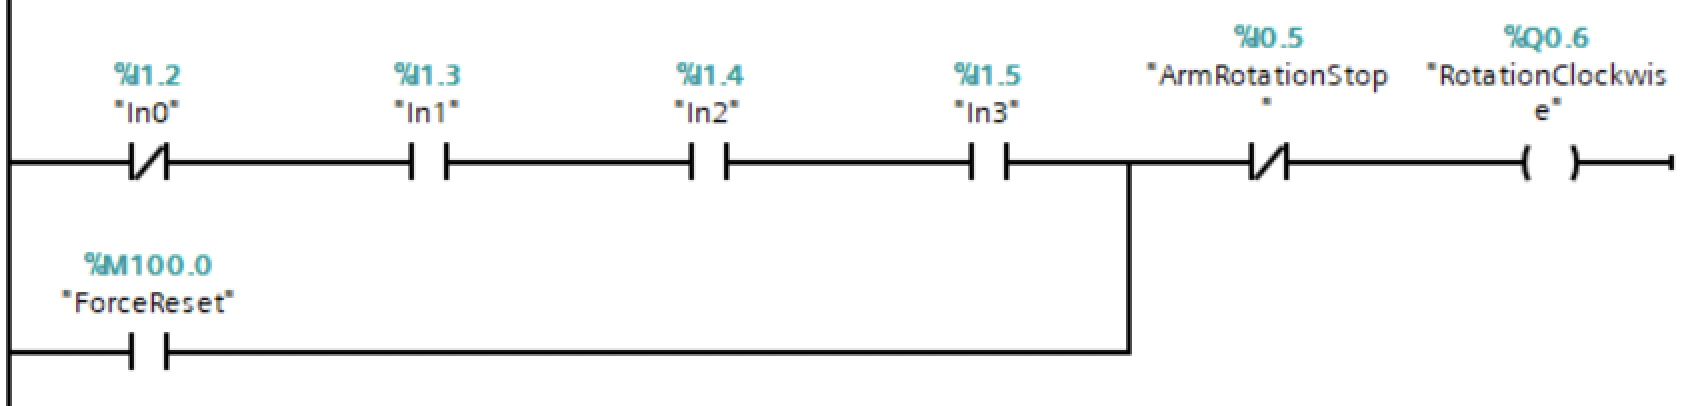 %I0.5 %Q0.6
%I1.2 %I1.3 %I1.4 %I1.5 "ArmRotationStop "RotationClockwis
"In0" "In1" "In2" "In3" " e"
%M100.0
"ForceReset"